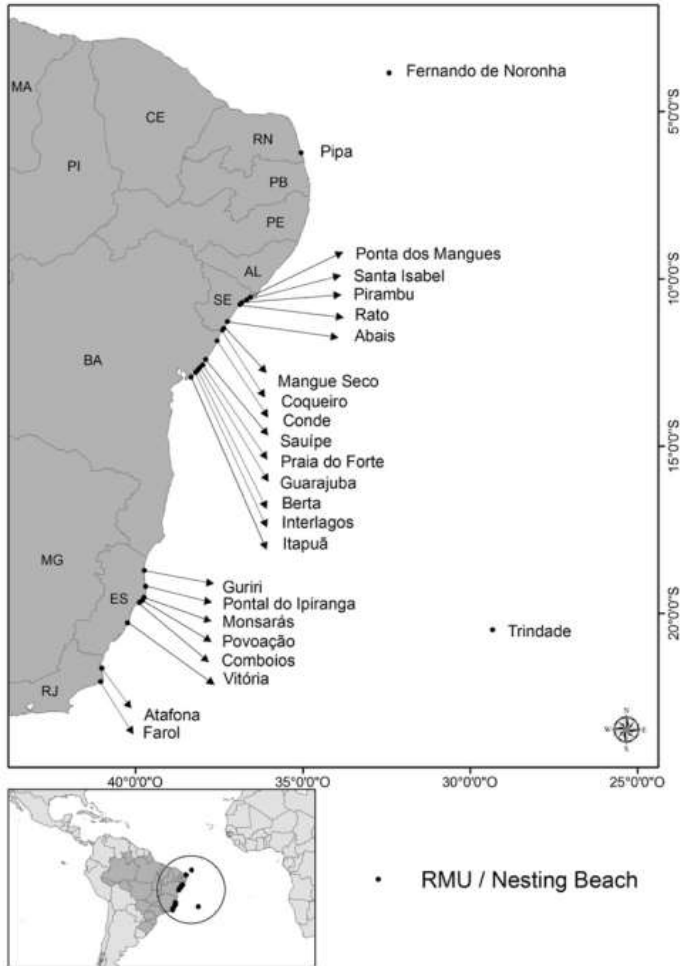 Fernando de Noronha
MA
CE
RN
Pipa
PI
PB
PE
5°0'0"S
Ponta dos Mangues
AL
Santa Isabel
10°0'0"S
SE
Pirambu
Rato
Abais
BA
Mangue Seco
Coqueiro
Conde
Sauípe
Praia do Forte
15°0'0"S
Guarajuba
Berta
Interlagos
Itapuã
MG
Guriri
ES
Pontal do Ipiranga
Monsarás
20°0'0"S
Trindade
Povoação
Comboios
Vitória
RJ
Atafona
Farol
N
W
E
S
40°0'0"O
35°0'0"O
30°0'0"O
25°0'0"O
RMU / Nesting Beach